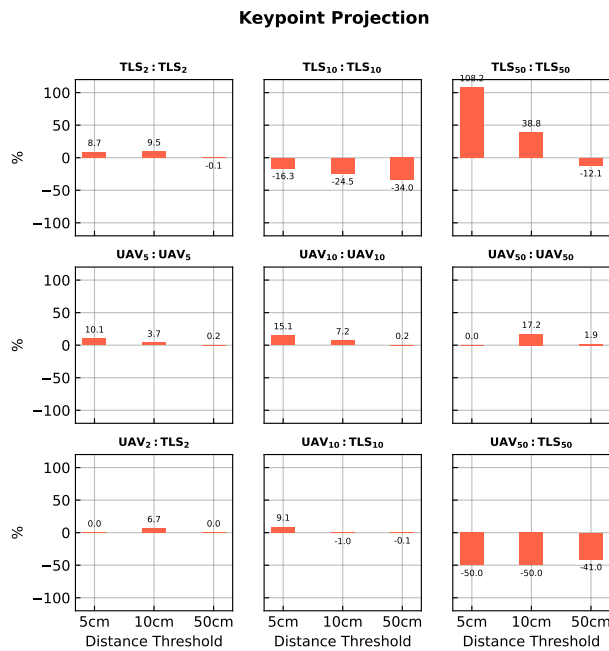 Keypoint Projection
TLS₂ : TLS₂
TLS₁₀ : TLS₁₀
TLS₅₀ : TLS₅₀
%
100
50
0
−50
−100
8.7
9.5
-0.1
-16.3
-24.5
-34.0
108.2
38.8
-12.1
UAV₅ : UAV₅
UAV₁₀ : UAV₁₀
UAV₅₀ : UAV₅₀
%
100
50
0
−50
−100
10.1
3.7
0.2
15.1
7.2
0.2
0.0
17.2
1.9
UAV₂ : TLS₂
UAV₁₀ : TLS₁₀
UAV₅₀ : TLS₅₀
%
100
50
0
−50
−100
0.0
6.7
0.0
9.1
-1.0
-0.1
-50.0
-50.0
-41.0
5cm 10cm 50cm
5cm 10cm 50cm
5cm 10cm 50cm
Distance Threshold
Distance Threshold
Distance Threshold